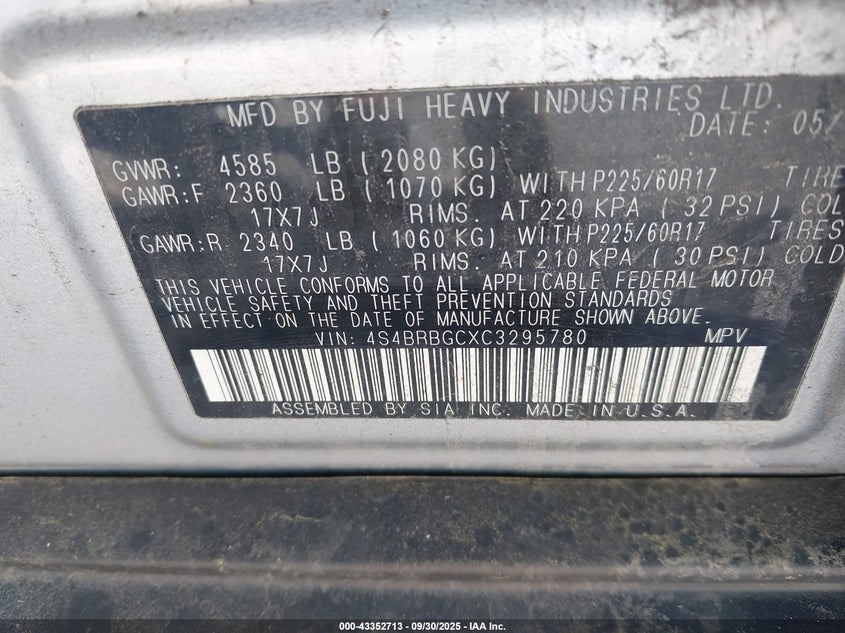 MFD BY FUJI HEAVY INDUSTRIES LTD.
DATE: 05/
GVWR: 4585 LB (2080 KG)
GAWR:F 2360 LB (1070 KG) WITH P225/60R17 TIRE
17X7J RIMS. AT 220 KPA (32 PSI) COL
GAWR:R 2340 LB (1060 KG) WITH P225/60R17 TIRES
17X7J RIMS. AT 210 KPA (30 PSI) COLD
THIS VEHICLE CONFORMS TO ALL APPLICABLE FEDERAL MOTOR
VEHICLE SAFETY AND THEFT PREVENTION STANDARDS
IN EFFECT ON THE DATE OF MANUFACTURE SHOWN ABOVE.
VIN: 4S4BRBGCXC3295780 MPV
ASSEMBLED BY SIA INC. MADE IN U.S.A.
000-43352713 - 09/30/2025 - IAA Inc.